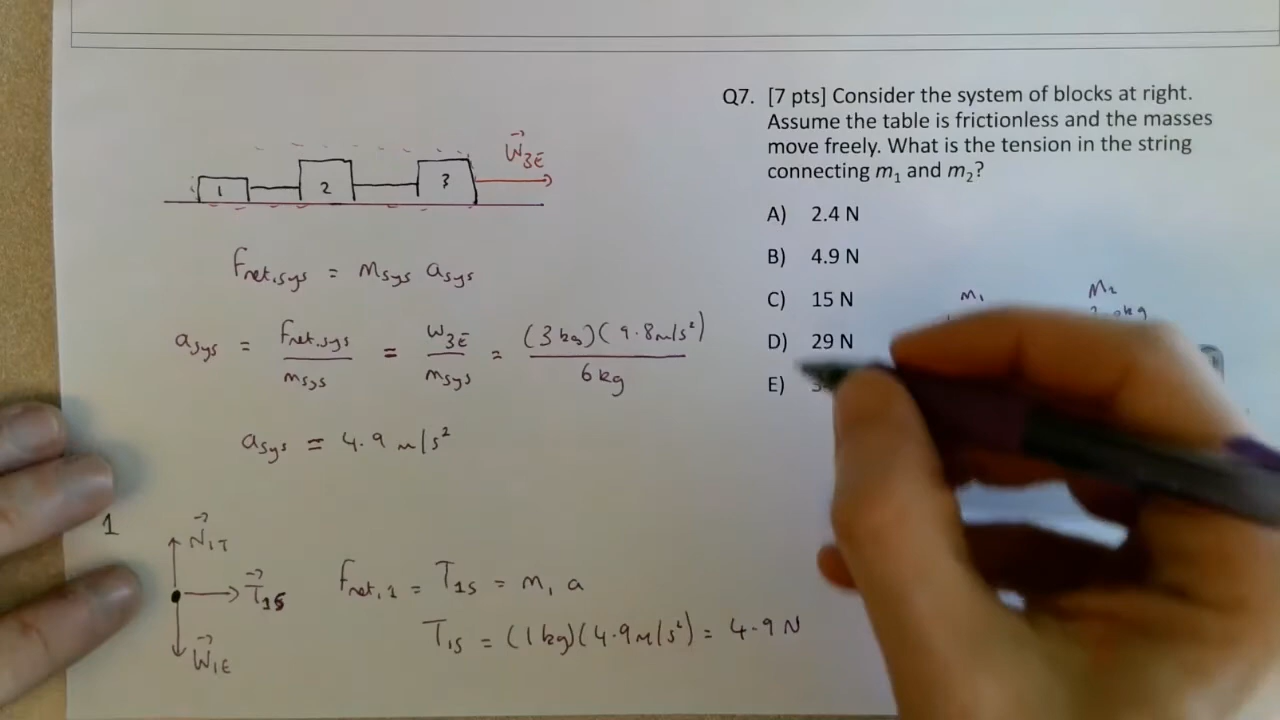 Q7. [7 pts] Consider the system of blocks at right.
Assume the table is frictionless and the masses
move freely. What is the tension in the string
connecting m₁ and m₂?
A) 2.4 N
B) 4.9 N
C) 15 N
D) 29 N
E)
m₁
m₂
W⃗3E
1 2 3
Fnet,sys = msys asys
asys = Fnet,sys / msys = W3E / msys = (3 kg)(9.8 m/s²) / 6 kg
asys = 4.9 m/s²
1
N⃗1T
T⃗1S
W⃗1E
Fnet,1 = T1S = m₁ a
T1S = (1 kg)(4.9 m/s²) = 4.9 N